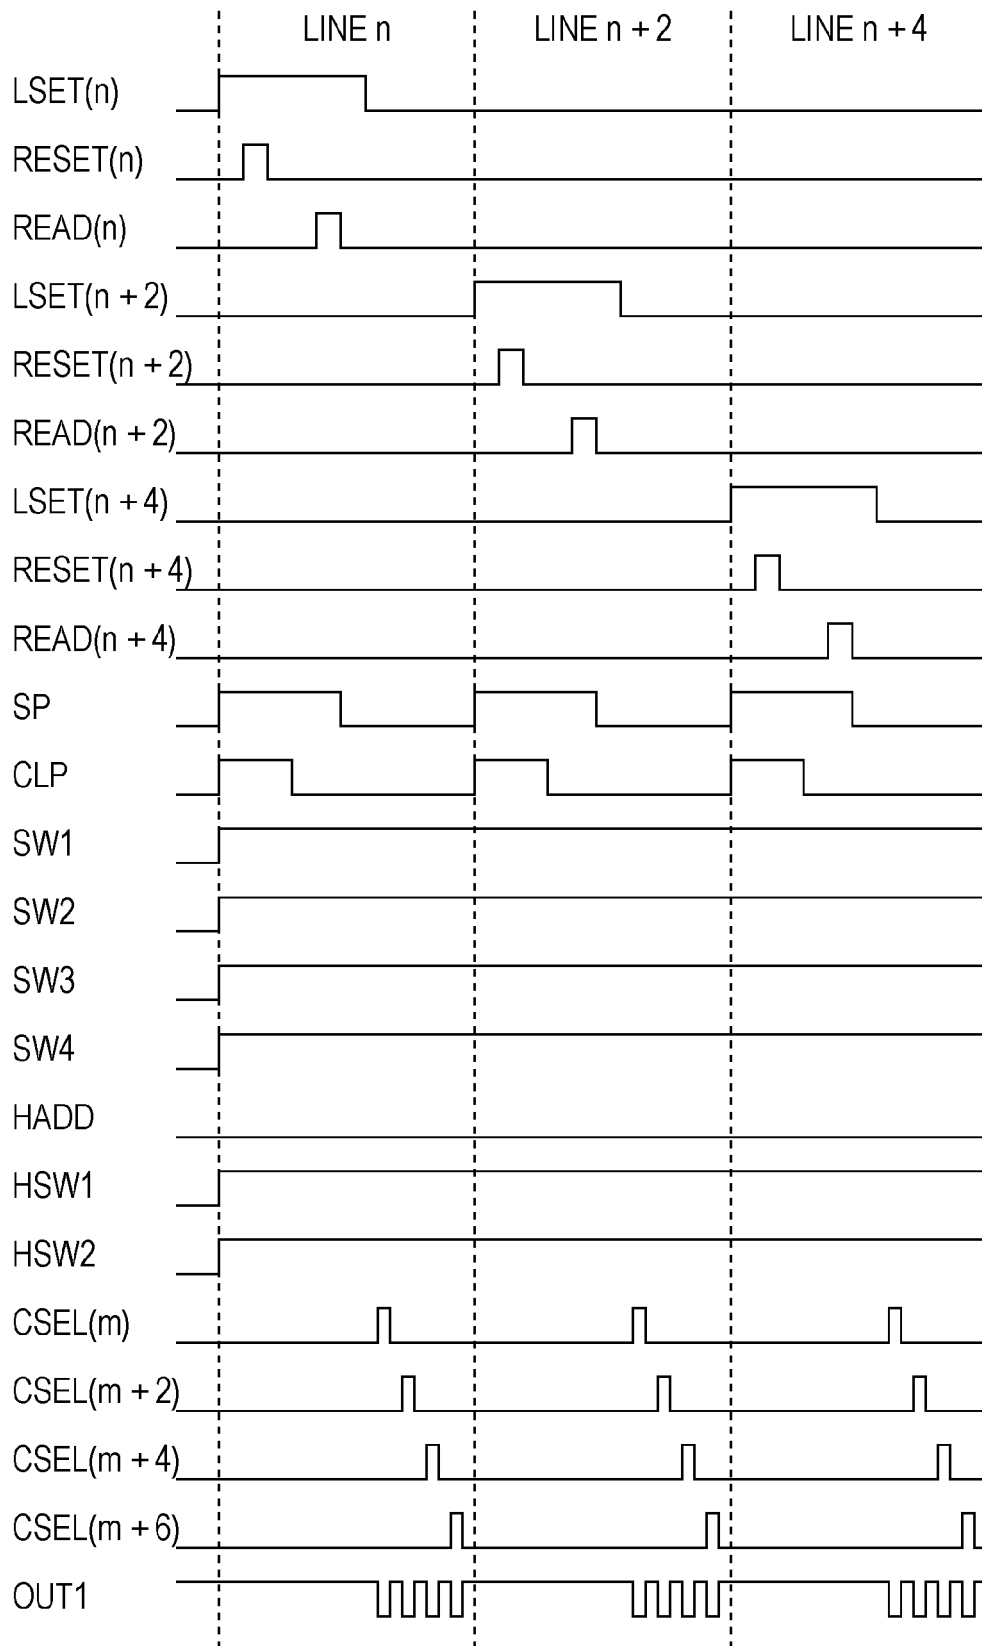 LINE n LINE n + 2 LINE n + 4
LSET(n)
RESET(n)
READ(n)
LSET(n + 2)
RESET(n + 2)
READ(n + 2)
LSET(n + 4)
RESET(n + 4)
READ(n + 4)
SP
CLP
SW1
SW2
SW3
SW4
HADD
HSW1
HSW2
CSEL(m)
CSEL(m + 2)
CSEL(m + 4)
CSEL(m + 6)
OUT1